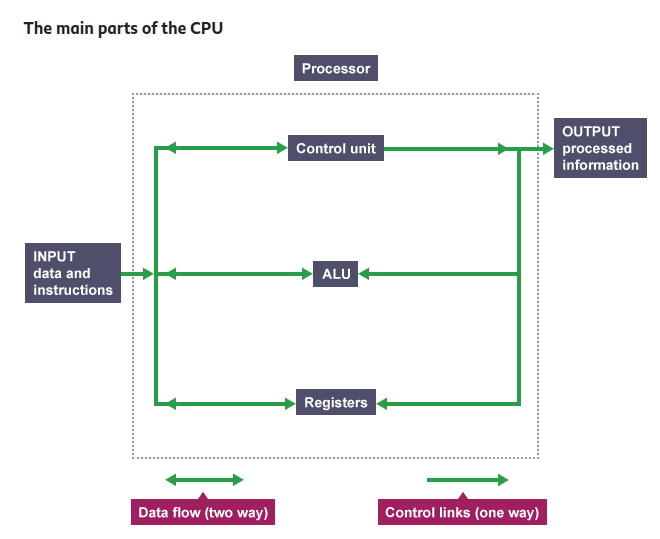 The main parts of the CPU
Processor
Control unit
OUTPUT
processed
information
INPUT
data and
instructions
ALU
Registers
Data flow (two way)
Control links (one way)